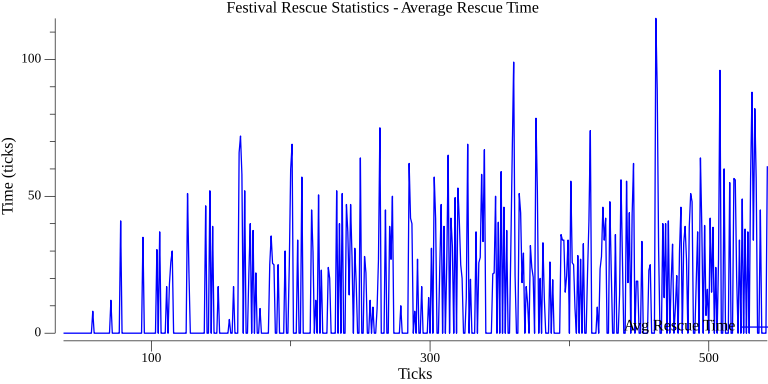 Festival Rescue Statistics - Average Rescue Time
Time (ticks)
100
50
0
Avg Rescue Time
100
300
500
Ticks